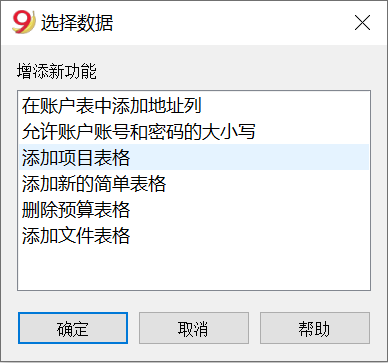 9 选择数据
增添新功能
在账户表中添加地址列
允许账户账号和密码的大小写
添加项目表格
添加新的简单表格
删除预算表格
添加文件表格
确定
取消
帮助